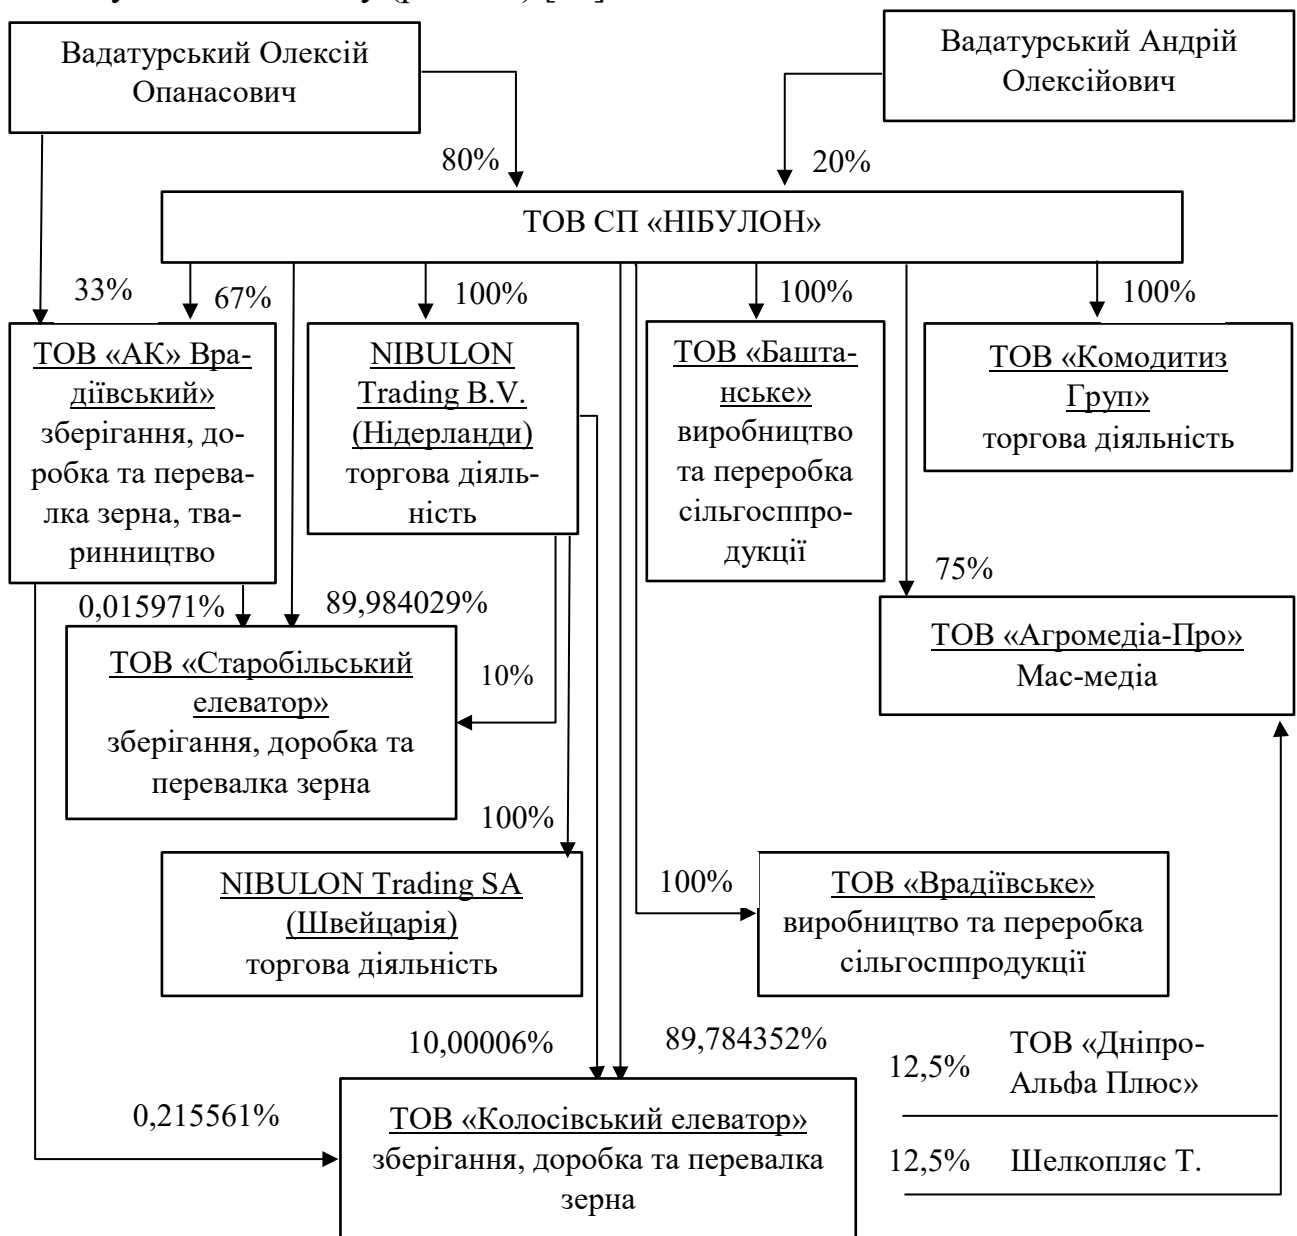 Вадатурський Олексій
Опанасович
Вадатурський Андрій
Олексійович
80%
20%
ТОВ СП «НІБУЛОН»
33%
67%
100%
100%
100%
ТОВ «АК» Вра-
діївський»
зберігання, до-
робка та перева-
лка зерна, тва-
ринництво
NIBULON
Trading B.V.
(Нідерланди)
торгова діяль-
ність
ТОВ «Башта-
нське»
виробництво
та переробка
сільгосппро-
дукції
ТОВ «Комодитиз
Груп»
торгова діяльність
75%
0,015971%
89,984029%
ТОВ «Старобільський
елеватор»
зберігання, доробка та
перевалка зерна
10%
ТОВ «Агромедіа-Про»
Мас-медіа
100%
NIBULON Trading SA
(Швейцарія)
торгова діяльність
100%
ТОВ «Врадіївське»
виробництво та переробка
сільгосппродукції
10,00006%
89,784352%
12,5%
ТОВ «Дніпро-
Альфа Плюс»
0,215561%
ТОВ «Колосівський елеватор»
зберігання, доробка та перевалка
зерна
12,5%
Шелкопляс Т.